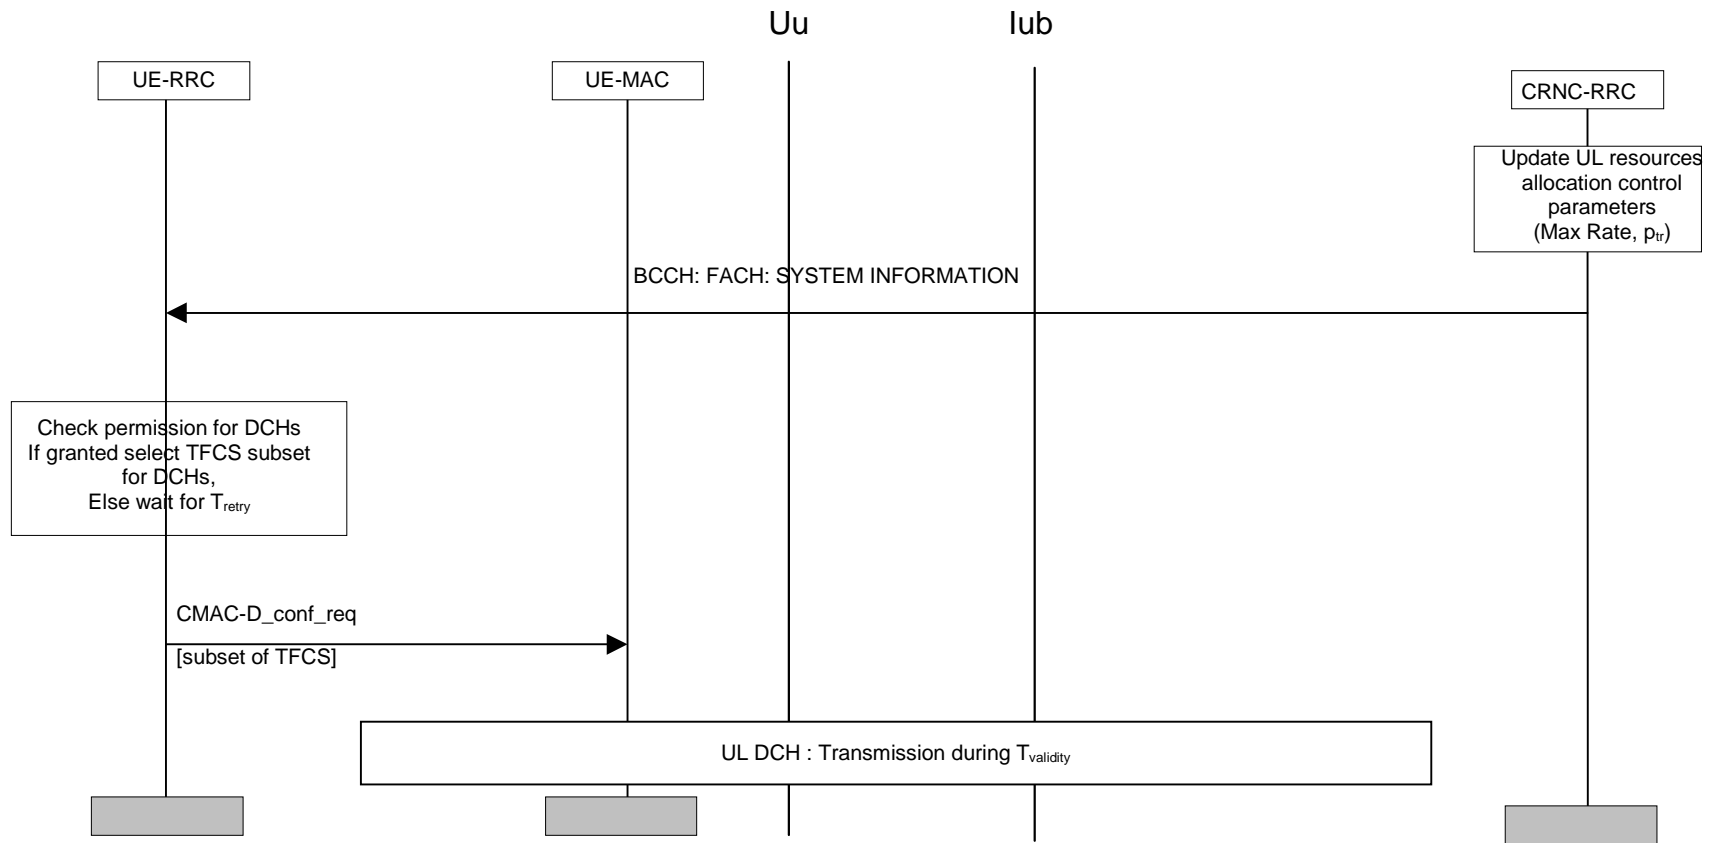 Uu
Iub
UE-RRC
UE-MAC
CRNC-RRC
Update UL resources
allocation control
parameters
(Max Rate, ptr)
BCCH: FACH: SYSTEM INFORMATION
Check permission for DCHs
If granted select TFCS subset
for DCHs,
Else wait for Tretry
CMAC-D_conf_req
[subset of TFCS]
UL DCH : Transmission during Tvalidity